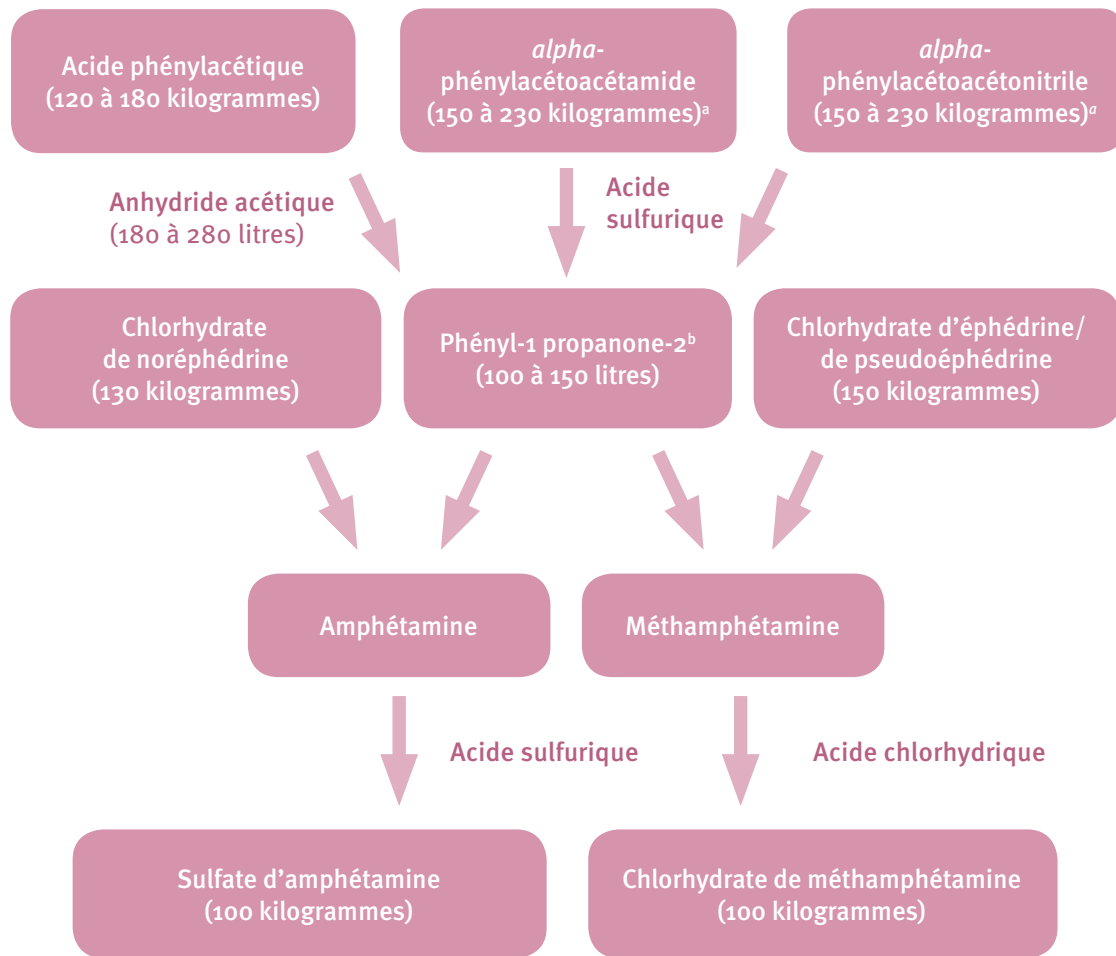 Acide phénylacétique
(120 à 180 kilogrammes)
alpha-
phénylacétoacétamide
(150 à 230 kilogrammes)ᵃ
alpha-
phénylacétoacétonitrile
(150 à 230 kilogrammes)ᵃ
Anhydride acétique
(180 à 280 litres)
Acide
sulfurique
Chlorhydrate
de noréphédrine
(130 kilogrammes)
Phényl-1 propanone-2ᵇ
(100 à 150 litres)
Chlorhydrate d’éphédrine/
de pseudoéphédrine
(150 kilogrammes)
Amphétamine
Méthamphétamine
Acide sulfurique
Acide chlorhydrique
Sulfate d’amphétamine
(100 kilogrammes)
Chlorhydrate de méthamphétamine
(100 kilogrammes)